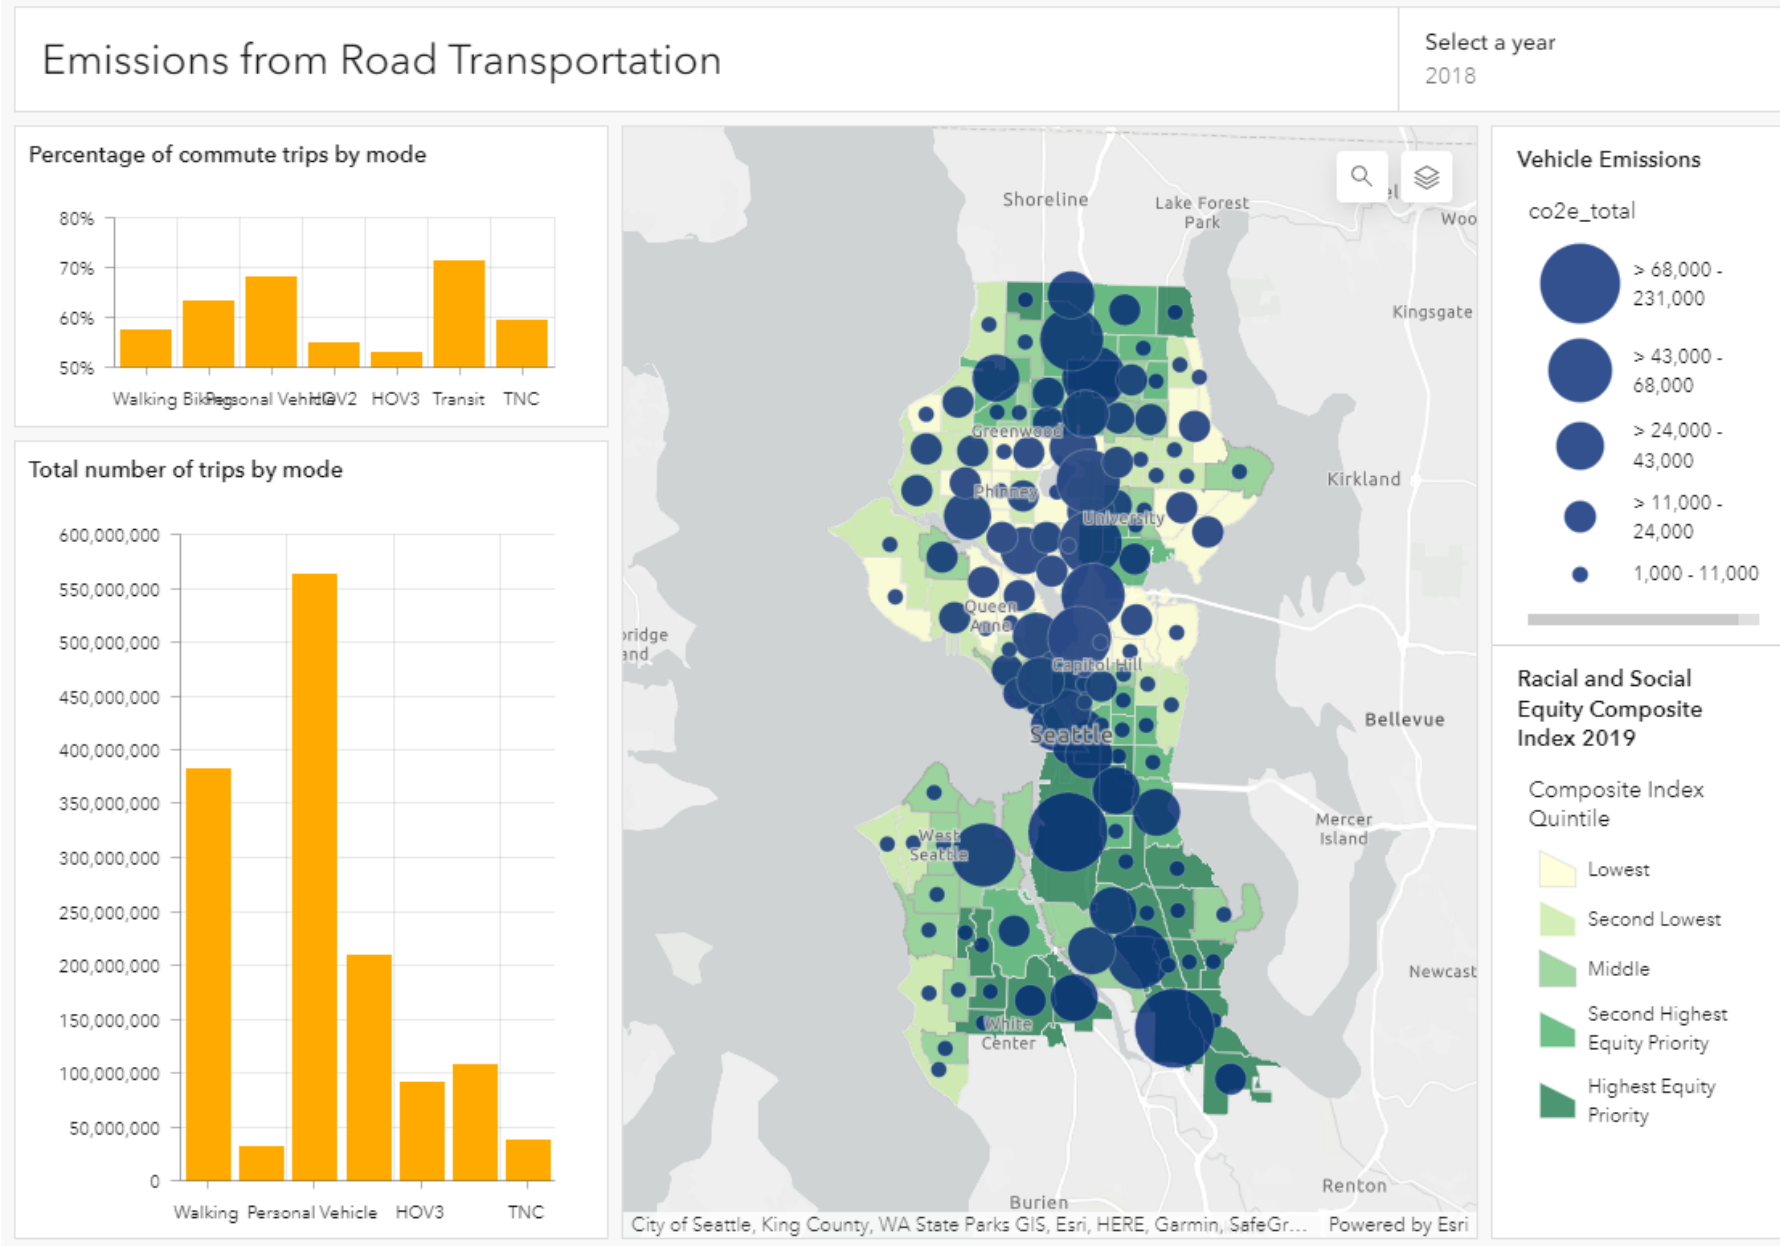 Emissions from Road Transportation
Select a year
2018
Percentage of commute trips by mode
80%
70%
60%
50%
Walking Biking Personal Vehicle HOV2 HOV3 Transit TNC
Total number of trips by mode
600,000,000
550,000,000
500,000,000
450,000,000
400,000,000
350,000,000
300,000,000
250,000,000
200,000,000
150,000,000
100,000,000
50,000,000
0
Walking Personal Vehicle HOV3 TNC
Shoreline
Lake Forest
Park
el
Woo
Kingsgate
Greenwood
Kirkland
Phinney
University
Queen
Anne
ridge
and
Capitol Hill
Bellevue
Seattle
Mercer
Island
West
Seattle
Newcast
White
Center
Renton
Burien
City of Seattle, King County, WA State Parks GIS, Esri, HERE, Garmin, SafeGr... Powered by Esri
Vehicle Emissions
co2e_total
> 68,000 -
231,000
> 43,000 -
68,000
> 24,000 -
43,000
> 11,000 -
24,000
1,000 - 11,000
Racial and Social
Equity Composite
Index 2019
Composite Index
Quintile
Lowest
Second Lowest
Middle
Second Highest
Equity Priority
Highest Equity
Priority